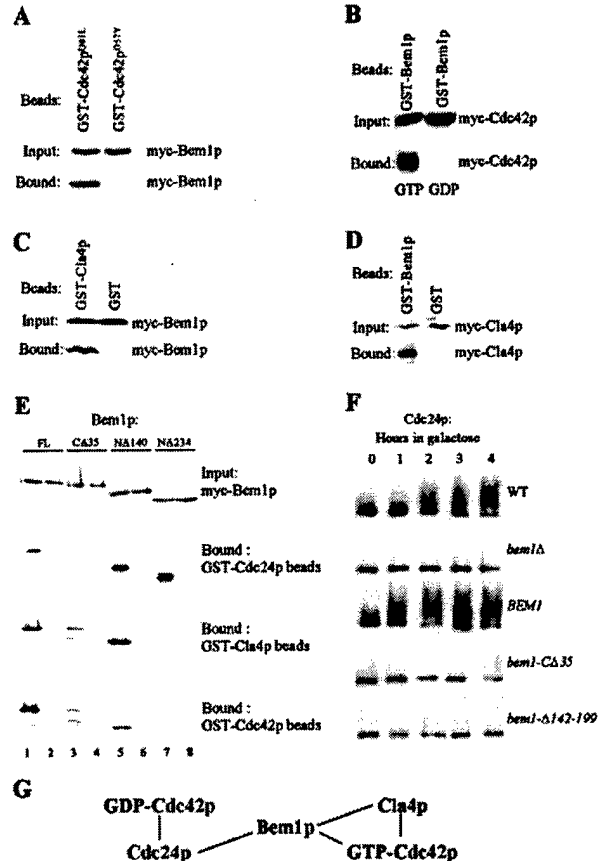 A
Beads:
GST-Cdc42p
GST-Cdc42p
Input:
myc-Bem1p
Bound:
myc-Bem1p
B
Beads:
GST-Bem1p
GST-Bem1p
Input:
myc-Cdc42p
Bound:
myc-Cdc42p
GTP GDP
C
Beads:
GST-Cla4p
GST
Input:
myc-Bem1p
Bound:
myc-Bem1p
D
Beads:
GST-Bem1p
GST
Input:
myc-Cla4p
Bound:
myc-Cla4p
E
Bem1p:
FL CΔ35 NΔ140 NΔ234
Input:
myc-Bem1p
Bound :
GST-Cdc24p beads
Bound :
GST-Cla4p beads
Bound :
GST-Cdc42p beads
1 2 3 4 5 6 7 8
F
Cdc24p:
Hours in galactose
0 1 2 3 4
WT
bem1Δ
BEM1
bem1-CΔ35
bem1-Δ142-199
G
GDP-Cdc42p
Cla4p
Bem1p
Cdc24p
GTP-Cdc42p